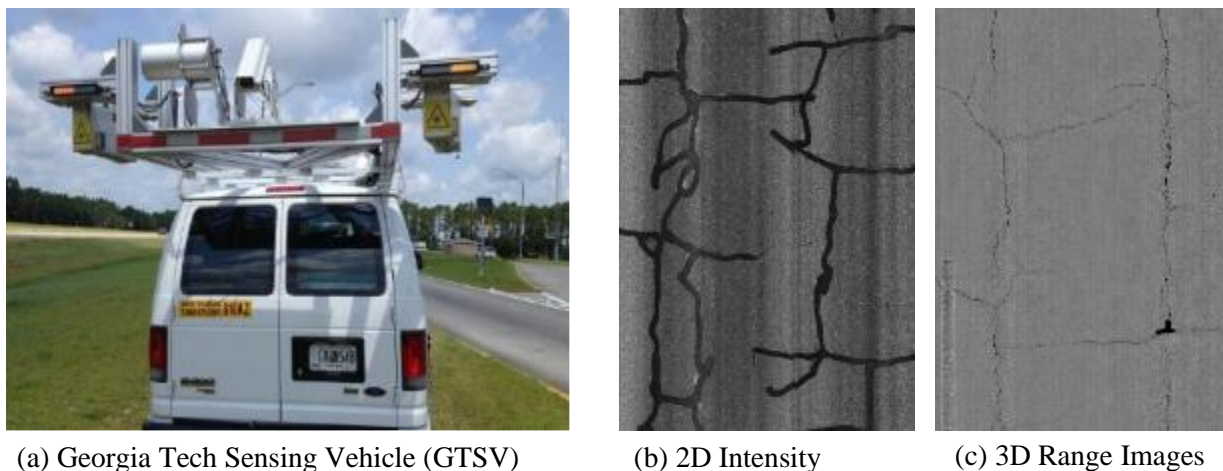 (a) Georgia Tech Sensing Vehicle (GTSV)
(b) 2D Intensity
(c) 3D Range Images